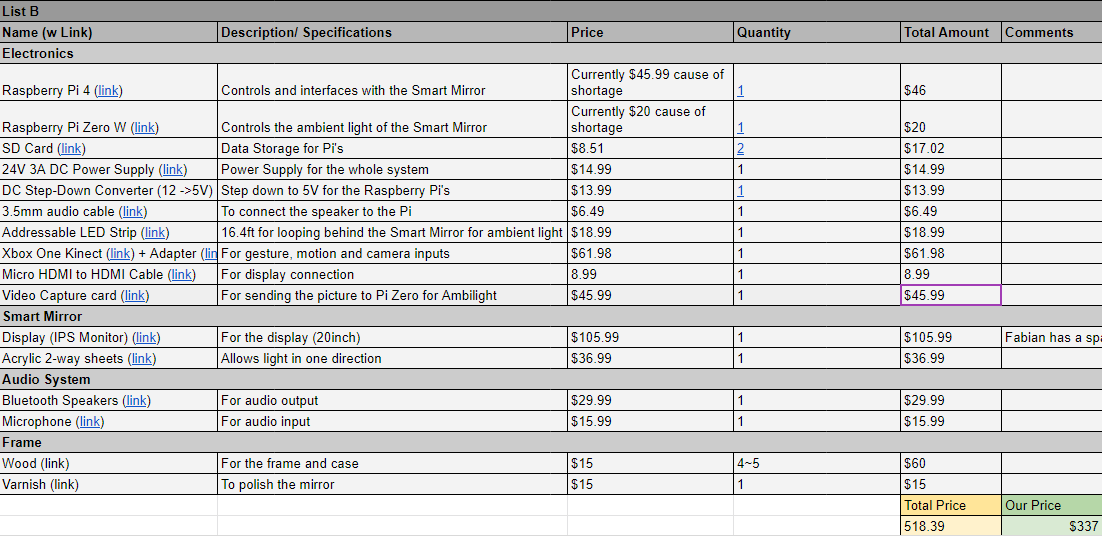 List B
Name (w Link) Description/ Specifications Price Quantity Total Amount Comments
Electronics
Raspberry Pi 4 (link) Controls and interfaces with the Smart Mirror Currently $45.99 cause of shortage 1 $46
Raspberry Pi Zero W (link) Controls the ambient light of the Smart Mirror Currently $20 cause of shortage 1 $20
SD Card (link) Data Storage for Pi's $8.51 2 $17.02
24V 3A DC Power Supply (link) Power Supply for the whole system $14.99 1 $14.99
DC Step-Down Converter (12 ->5V) Step down to 5V for the Raspberry Pi's $13.99 1 $13.99
3.5mm audio cable (link) To connect the speaker to the Pi $6.49 1 $6.49
Addressable LED Strip (link) 16.4ft for looping behind the Smart Mirror for ambient light $18.99 1 $18.99
Xbox One Kinect (link) + Adapter (lin For gesture, motion and camera inputs $61.98 1 $61.98
Micro HDMI to HDMI Cable (link) For display connection 8.99 1 8.99
Video Capture card (link) For sending the picture to Pi Zero for Ambilight $45.99 1 $45.99
Smart Mirror
Display (IPS Monitor) (link) For the display (20inch) $105.99 1 $105.99 Fabian has a spa
Acrylic 2-way sheets (link) Allows light in one direction $36.99 1 $36.99
Audio System
Bluetooth Speakers (link) For audio output $29.99 1 $29.99
Microphone (link) For audio input $15.99 1 $15.99
Frame
Wood (link) For the frame and case $15 4~5 $60
Varnish (link) To polish the mirror $15 1 $15
Total Price Our Price
518.39 $337